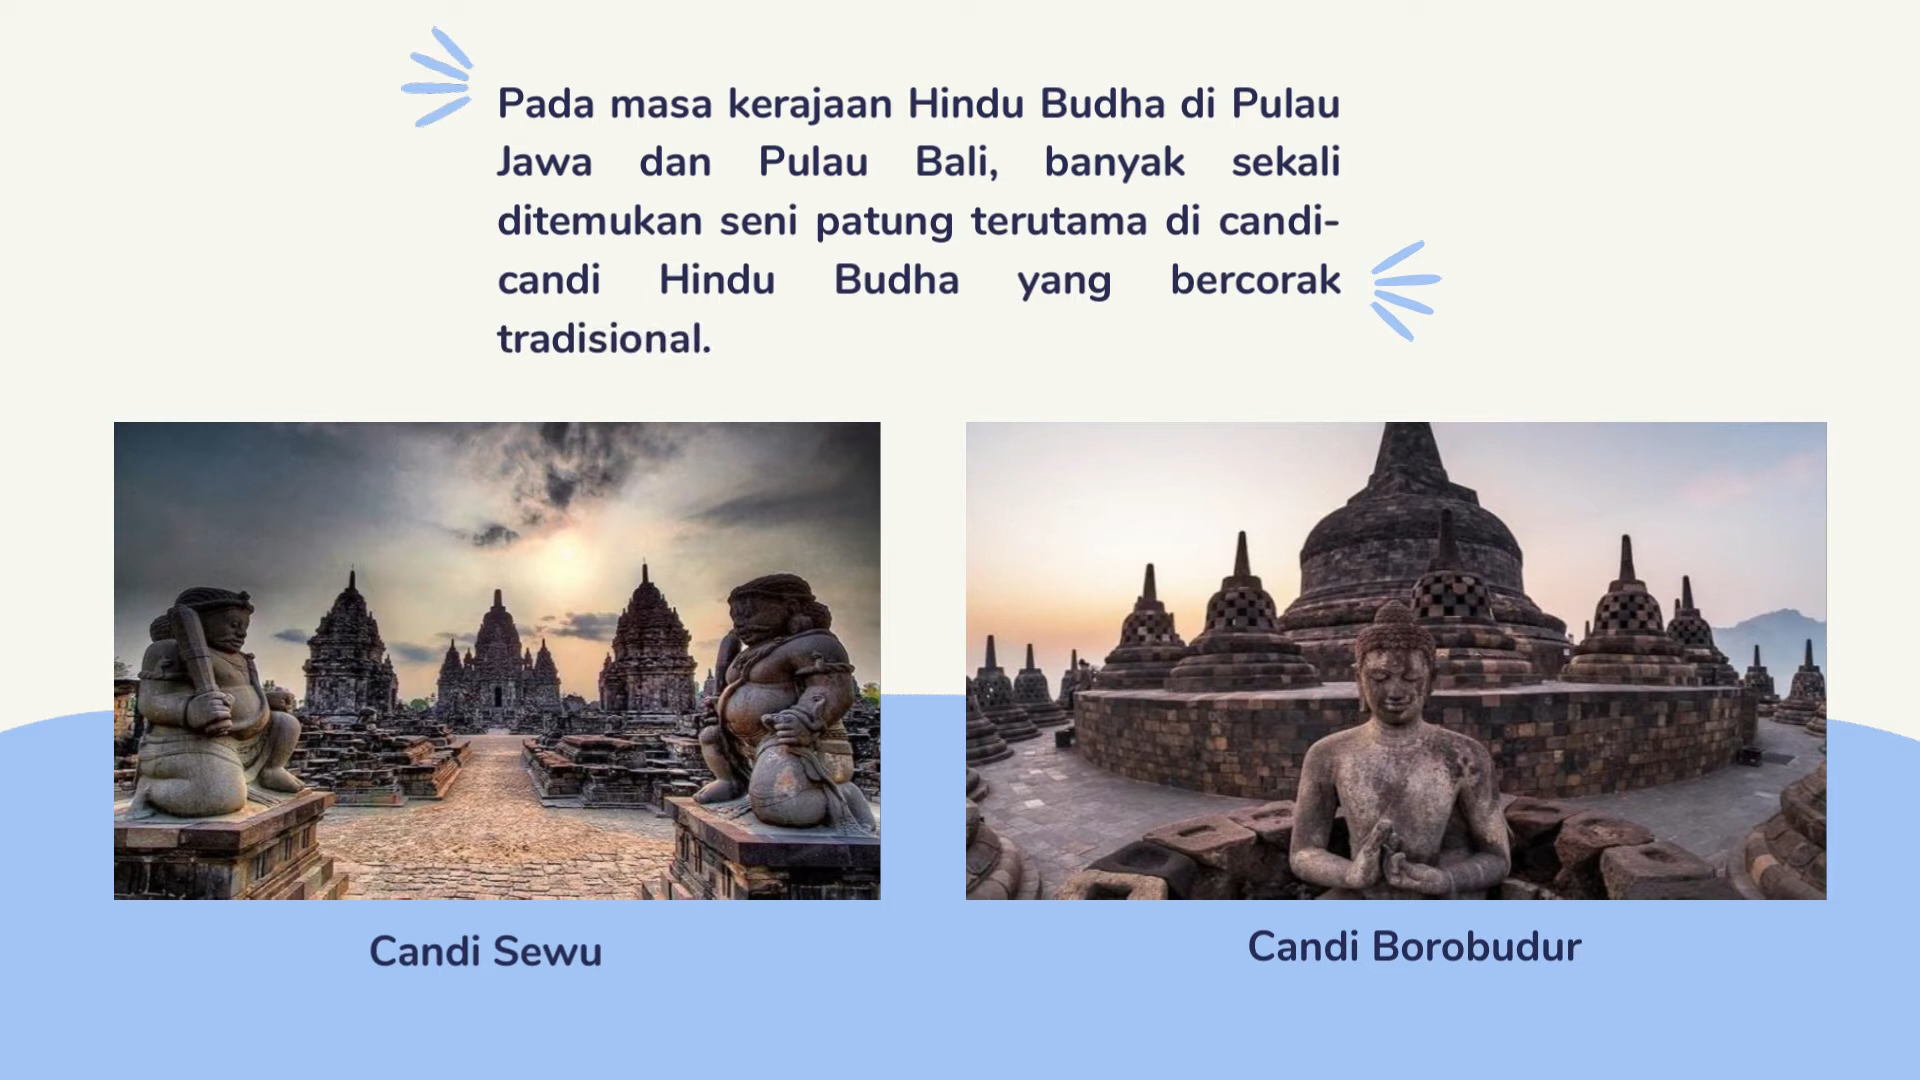 Pada masa kerajaan Hindu Budha di Pulau
Jawa dan Pulau Bali, banyak sekali
ditemukan seni patung terutama di candi-
candi Hindu Budha yang bercorak
tradisional.
Candi Sewu
Candi Borobudur